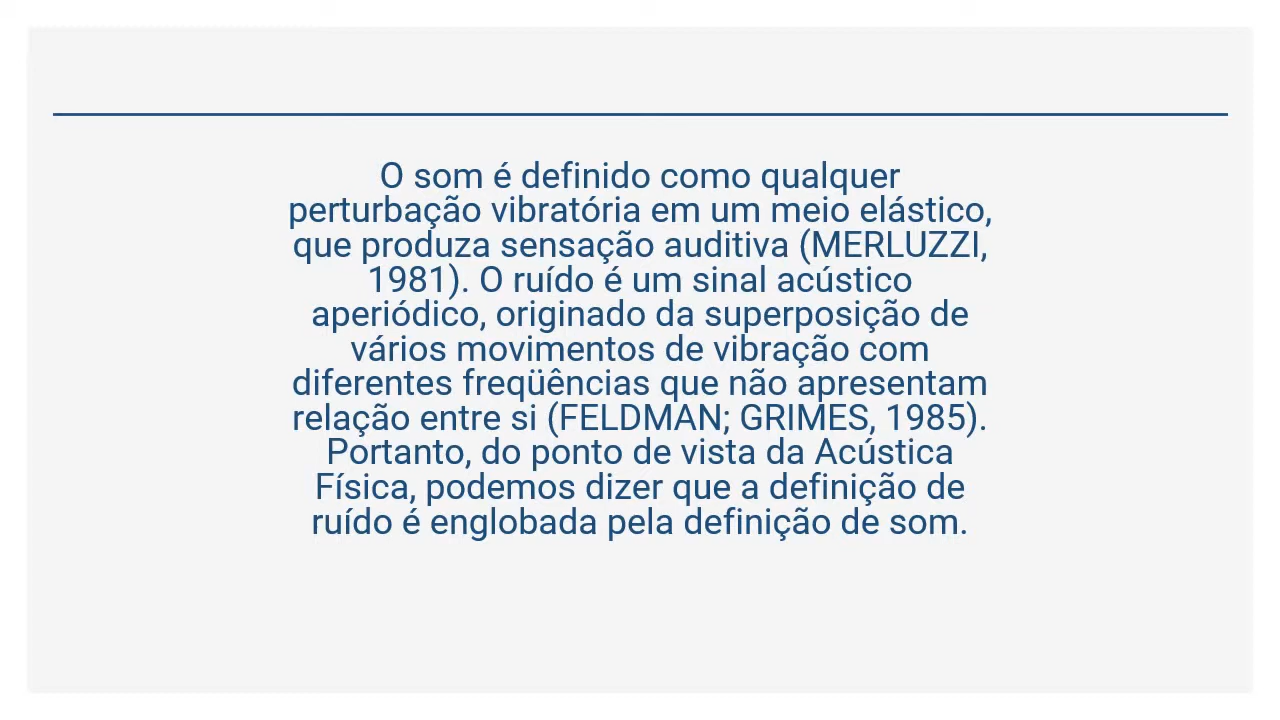 O som é definido como qualquer
perturbação vibratória em um meio elástico,
que produza sensação auditiva (MERLUZZI,
1981). O ruído é um sinal acústico
aperiódico, originado da superposição de
vários movimentos de vibração com
diferentes freqüências que não apresentam
relação entre si (FELDMAN; GRIMES, 1985).
Portanto, do ponto de vista da Acústica
Física, podemos dizer que a definição de
ruído é englobada pela definição de som.